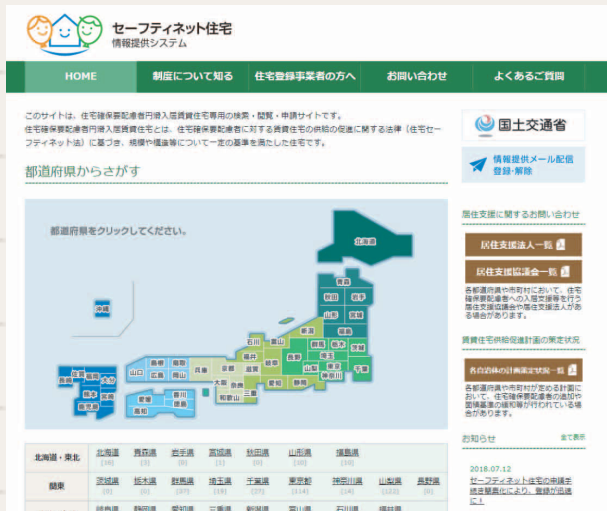 セーフティネット住宅
情報提供システム
HOME
制度について知る
住宅登録事業者の方へ
お問い合わせ
よくあるご質問
このサイトは、住宅確保要配慮者円滑入居賃貸住宅専用の検索・閲覧・申請サイトです。
住宅確保要配慮者円滑入居賃貸住宅とは、住宅確保要配慮者に対する賃貸住宅の供給の促進に関する法律（住宅セー
フティネット法）に基づき、規模や構造等について一定の基準を満たした住宅です。
都道府県からさがす
都道府県をクリックしてください。
北海道
青森
秋田 岩手
山形 宮城
新潟 福島
石川 富山 群馬 栃木 茨城
福井 岐阜 長野 埼玉
山梨 東京 千葉
神奈川
島根 鳥取 兵庫 京都 滋賀
山口 広島 岡山
大阪 奈良 愛知 静岡
和歌山 三重
愛媛 香川
高知 徳島
佐賀 福岡 大分
長崎
熊本 宮崎
鹿児島
沖縄
北海道・東北 北海道 青森県 岩手県 宮城県 秋田県 山形県 福島県
関東 茨城県 栃木県 群馬県 埼玉県 千葉県 東京都 神奈川県 山梨県 長野県
岐阜県 静岡県 愛知県 三重県 新潟県 富山県 石川県 福井県
国土交通省
情報提供メール配信
登録・解除
居住支援に関するお問い合わせ
居住支援法人一覧
居住支援協議会一覧
各都道府県や市町村において、住宅
確保要配慮者への入居支援等を行う
居住支援協議会や居住支援法人があ
る場合があります。
賃貸住宅供給促進計画の策定状況
各自治体の計画策定状況一覧
各都道府県や市町村が定める計画に
おいて、住宅確保要配慮者の追加や
面積基準の緩和等が行われている場
合があります。
お知らせ
全て表示
2018.07.12
セーフティネット住宅の申請手
続き簡素化により、登録が迅速
に！